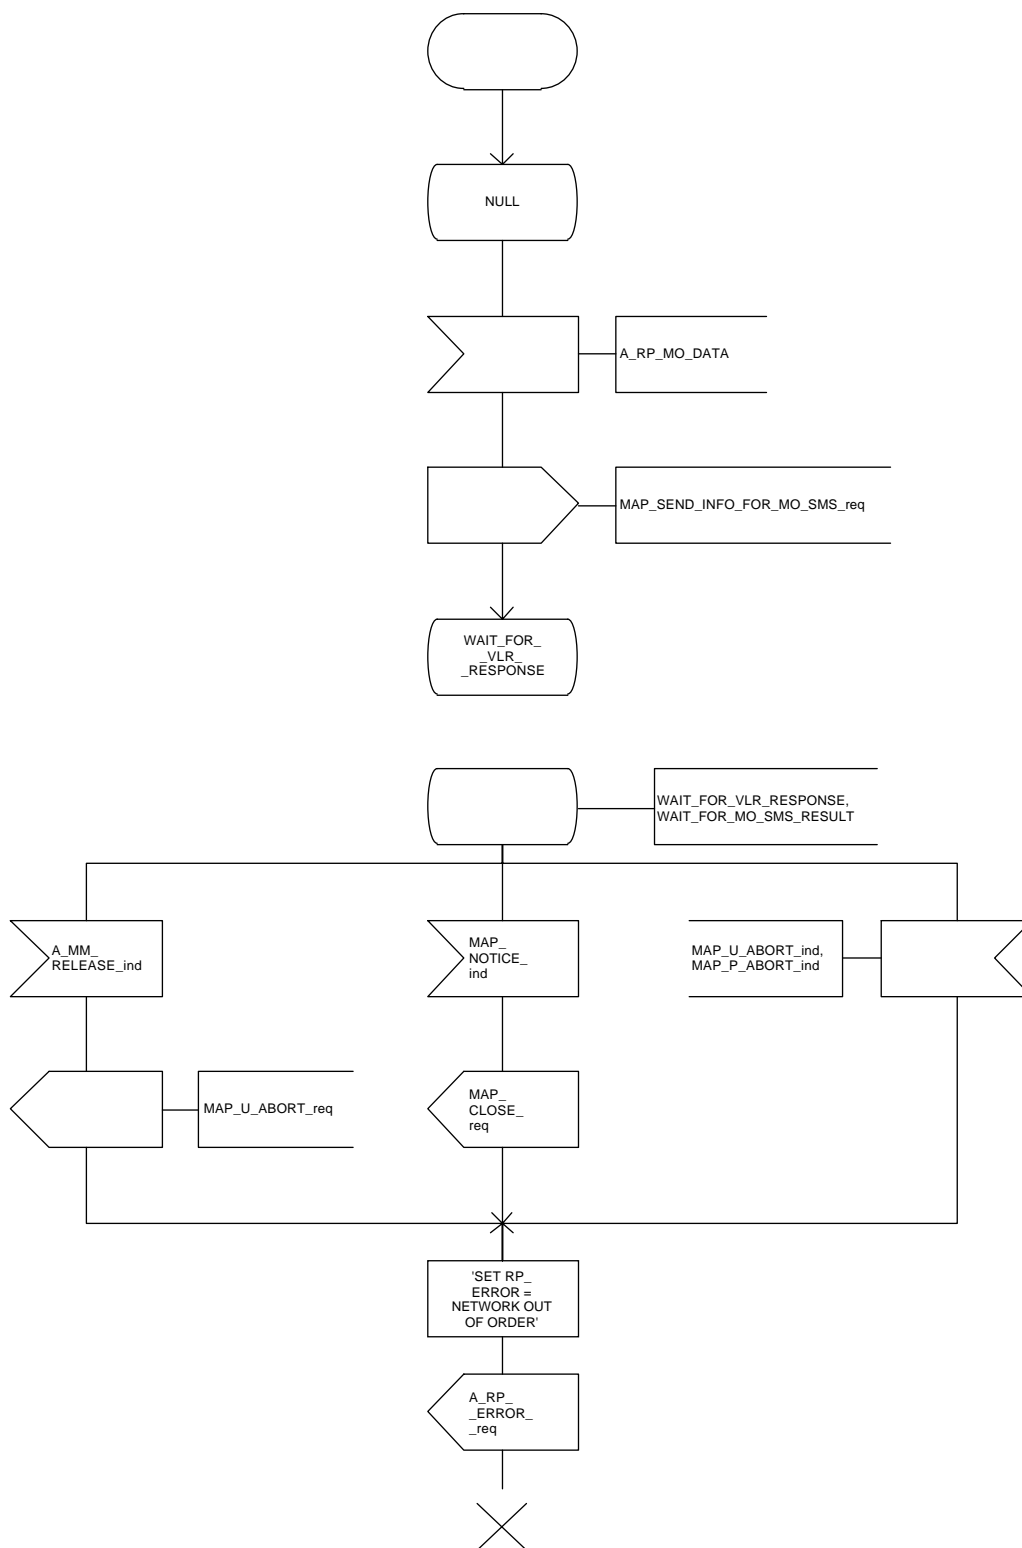 NULL
A_RP_MO_DATA
MAP_SEND_INFO_FOR_MO_SMS_req
WAIT_FOR_
_VLR_
_RESPONSE
WAIT_FOR_VLR_RESPONSE,
WAIT_FOR_MO_SMS_RESULT
A_MM_
RELEASE_ind
MAP_
NOTICE_
ind
MAP_U_ABORT_ind,
MAP_P_ABORT_ind
MAP_U_ABORT_req
MAP_
CLOSE_
req
'SET RP_
ERROR =
NETWORK OUT
OF ORDER'
A_RP_
_ERROR_
_req